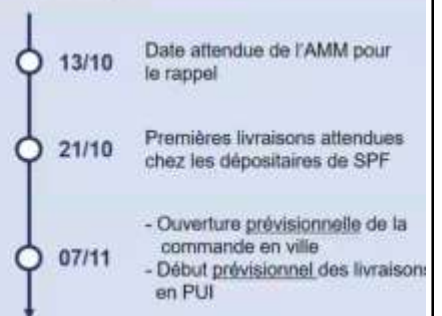 13/10 Date attendue de l'AMM pour
le rappel
21/10 Premières livraisons attendues
chez les dépositaires de SPF
- Ouverture prévisionnelle de la
commande en ville
07/11 - Début prévisionnel des livraisons
en PUI